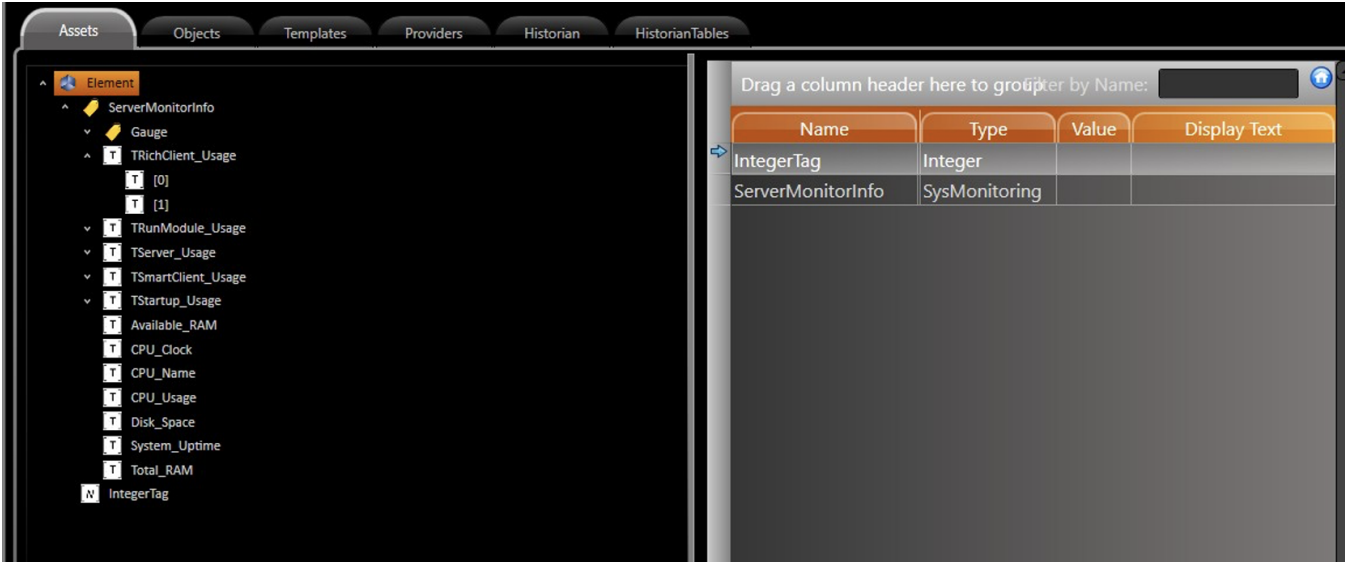 Assets Objects Templates Providers Historian HistorianTables
Element
ServerMonitorInfo
Gauge
TRichClient_Usage
[0]
[1]
TRunModule_Usage
TServer_Usage
TSmartClient_Usage
TStartup_Usage
Available_RAM
CPU_Clock
CPU_Name
CPU_Usage
Disk_Space
System_Uptime
Total_RAM
IntegerTag
Drag a column header here to group Filter by Name:
Name Type Value Display Text
IntegerTag Integer
ServerMonitorInfo SysMonitoring